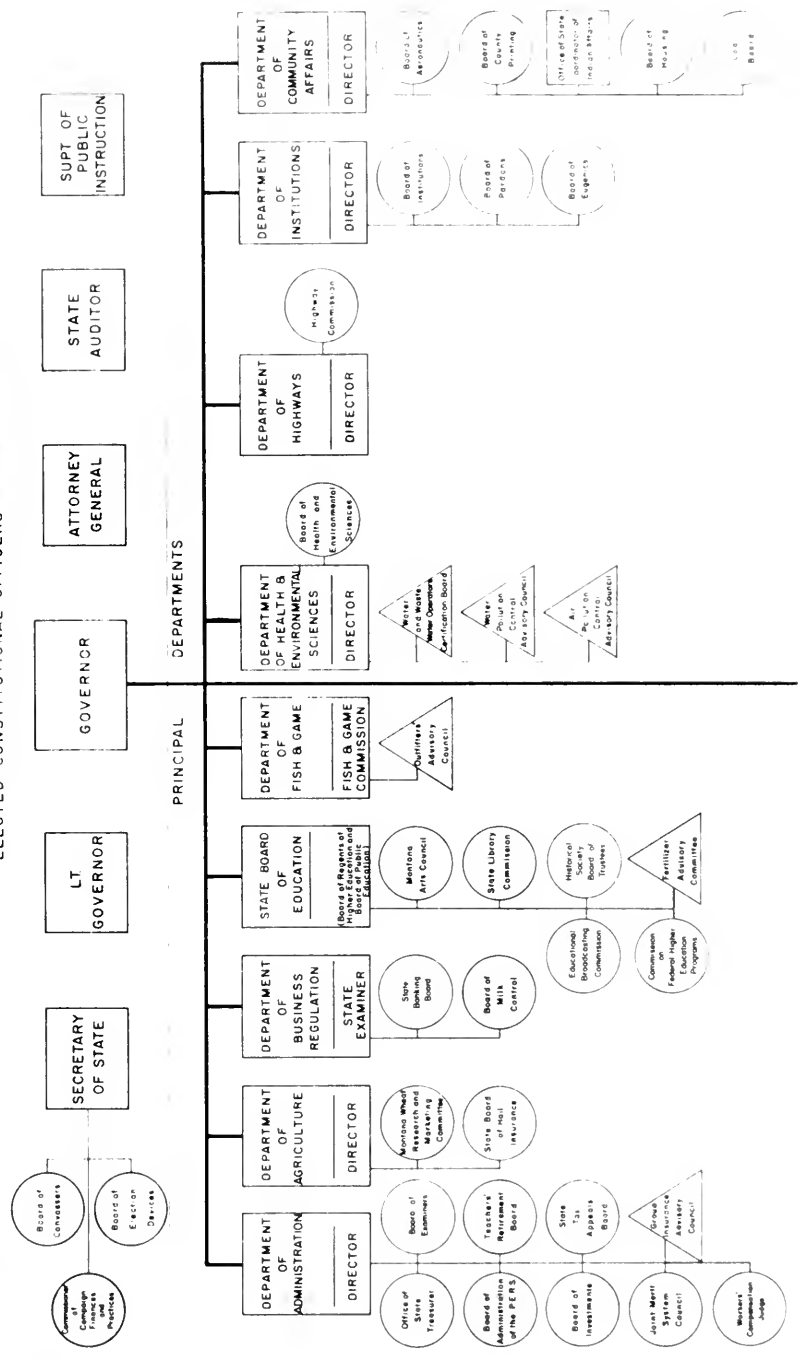 ELECTED CONSTITUTIONAL OFFICERS
SECRETARY
OF STATE
LT.
GOVERNOR
GOVERNOR
ATTORNEY
GENERAL
STATE
AUDITOR
SUPT OF
PUBLIC
INSTRUCTION
Board of
Canvassers
Board of
Election
Devices
Commissioner
of
Campaign
Finances
and
Practices
PRINCIPAL DEPARTMENTS
DEPARTMENT
OF
ADMINISTRATION
DIRECTOR
Office of
State
Treasurer
Board of
Examiners
Board of
Administration
of the PERS
Teachers'
Retirement
Board
Board of
Investments
State
Tax
Appeals
Board
Joint Merit
System
Council
Group
Insurance
Advisory
Council
Workers'
Compensation
Judge
DEPARTMENT
OF
AGRICULTURE
DIRECTOR
Montana Wheat
Research and
Marketing
Committee
State Board
of Hail
Insurance
DEPARTMENT
OF
BUSINESS
REGULATION
STATE
EXAMINER
State
Banking
Board
Board of
Milk
Control
STATE BOARD
OF
EDUCATION
(Board of Regents of
Higher Education and
Board of Public
Education)
Montana
Arts Council
State Library
Commission
Educational
Broadcasting
Commission
Historical
Society
Board of
Trustees
Commission
on
Federal Higher
Education
Programs
Fertilizer
Advisory
Committee
DEPARTMENT
OF
FISH & GAME
FISH & GAME
COMMISSION
Outfitters'
Advisory
Council
DEPARTMENT
OF HEALTH &
ENVIRONMENTAL
SCIENCES
DIRECTOR
Board of
Health and
Environmental
Sciences
Water
and Waste
Water Operators
Certification Board
Water
Pollution
Control
Advisory Council
Air
Pollution
Control
Advisory Council
DEPARTMENT
OF
HIGHWAYS
DIRECTOR
Highway
Commission
DEPARTMENT
OF
INSTITUTIONS
DIRECTOR
Board of
Institutions
Board of
Pardons
Board of
Eugenics
DEPARTMENT
OF
COMMUNITY
AFFAIRS
DIRECTOR
Board of
Aeronautics
Board of
County
Printing
Office of State
Coordinator of
Indian Affairs
Board of
Housing
Board